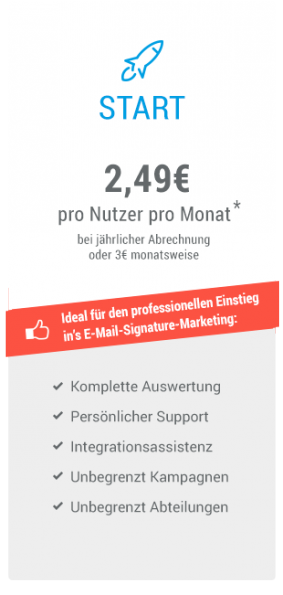 START
2,49€
pro Nutzer pro Monat*
bei jährlicher Abrechnung
oder 3€ monatsweise
Ideal für den professionellen Einstieg
in's E-Mail-Signature-Marketing:
Komplette Auswertung
Persönlicher Support
Integrationsassistenz
Unbegrenzt Kampagnen
Unbegrenzt Abteilungen